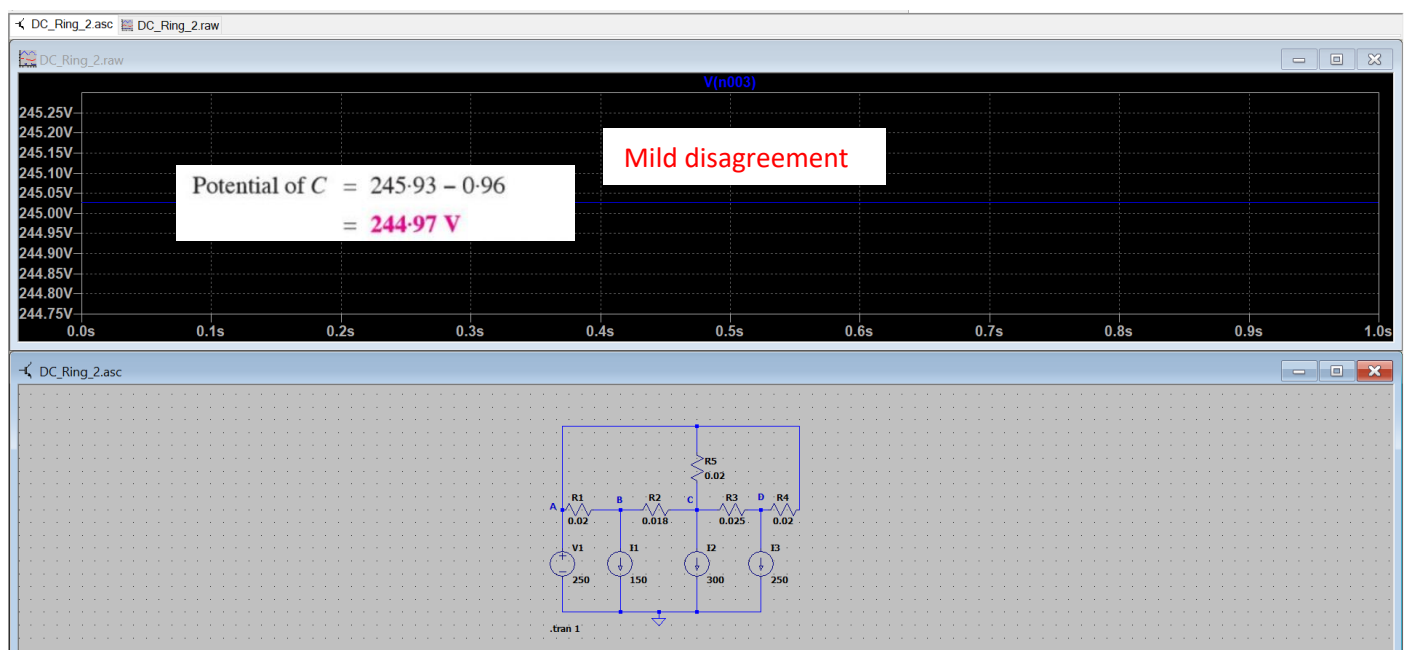 DC_Ring_2.asc DC_Ring_2.raw
DC_Ring_2.raw
V(n003)
245.25V
245.20V
245.15V
245.10V
245.05V
245.00V
244.95V
244.90V
244.85V
244.80V
244.75V
Mild disagreement
Potential of C = 245·93 – 0·96
= 244·97 V
0.0s 0.1s 0.2s 0.3s 0.4s 0.5s 0.6s 0.7s 0.8s 0.9s 1.0s
DC_Ring_2.asc
R5
0.02
A R1 B R2 C R3 D R4
0.02 0.018 0.025 0.02
V1 I1 I2 I3
+
–
250 150 300 250
.tran 1